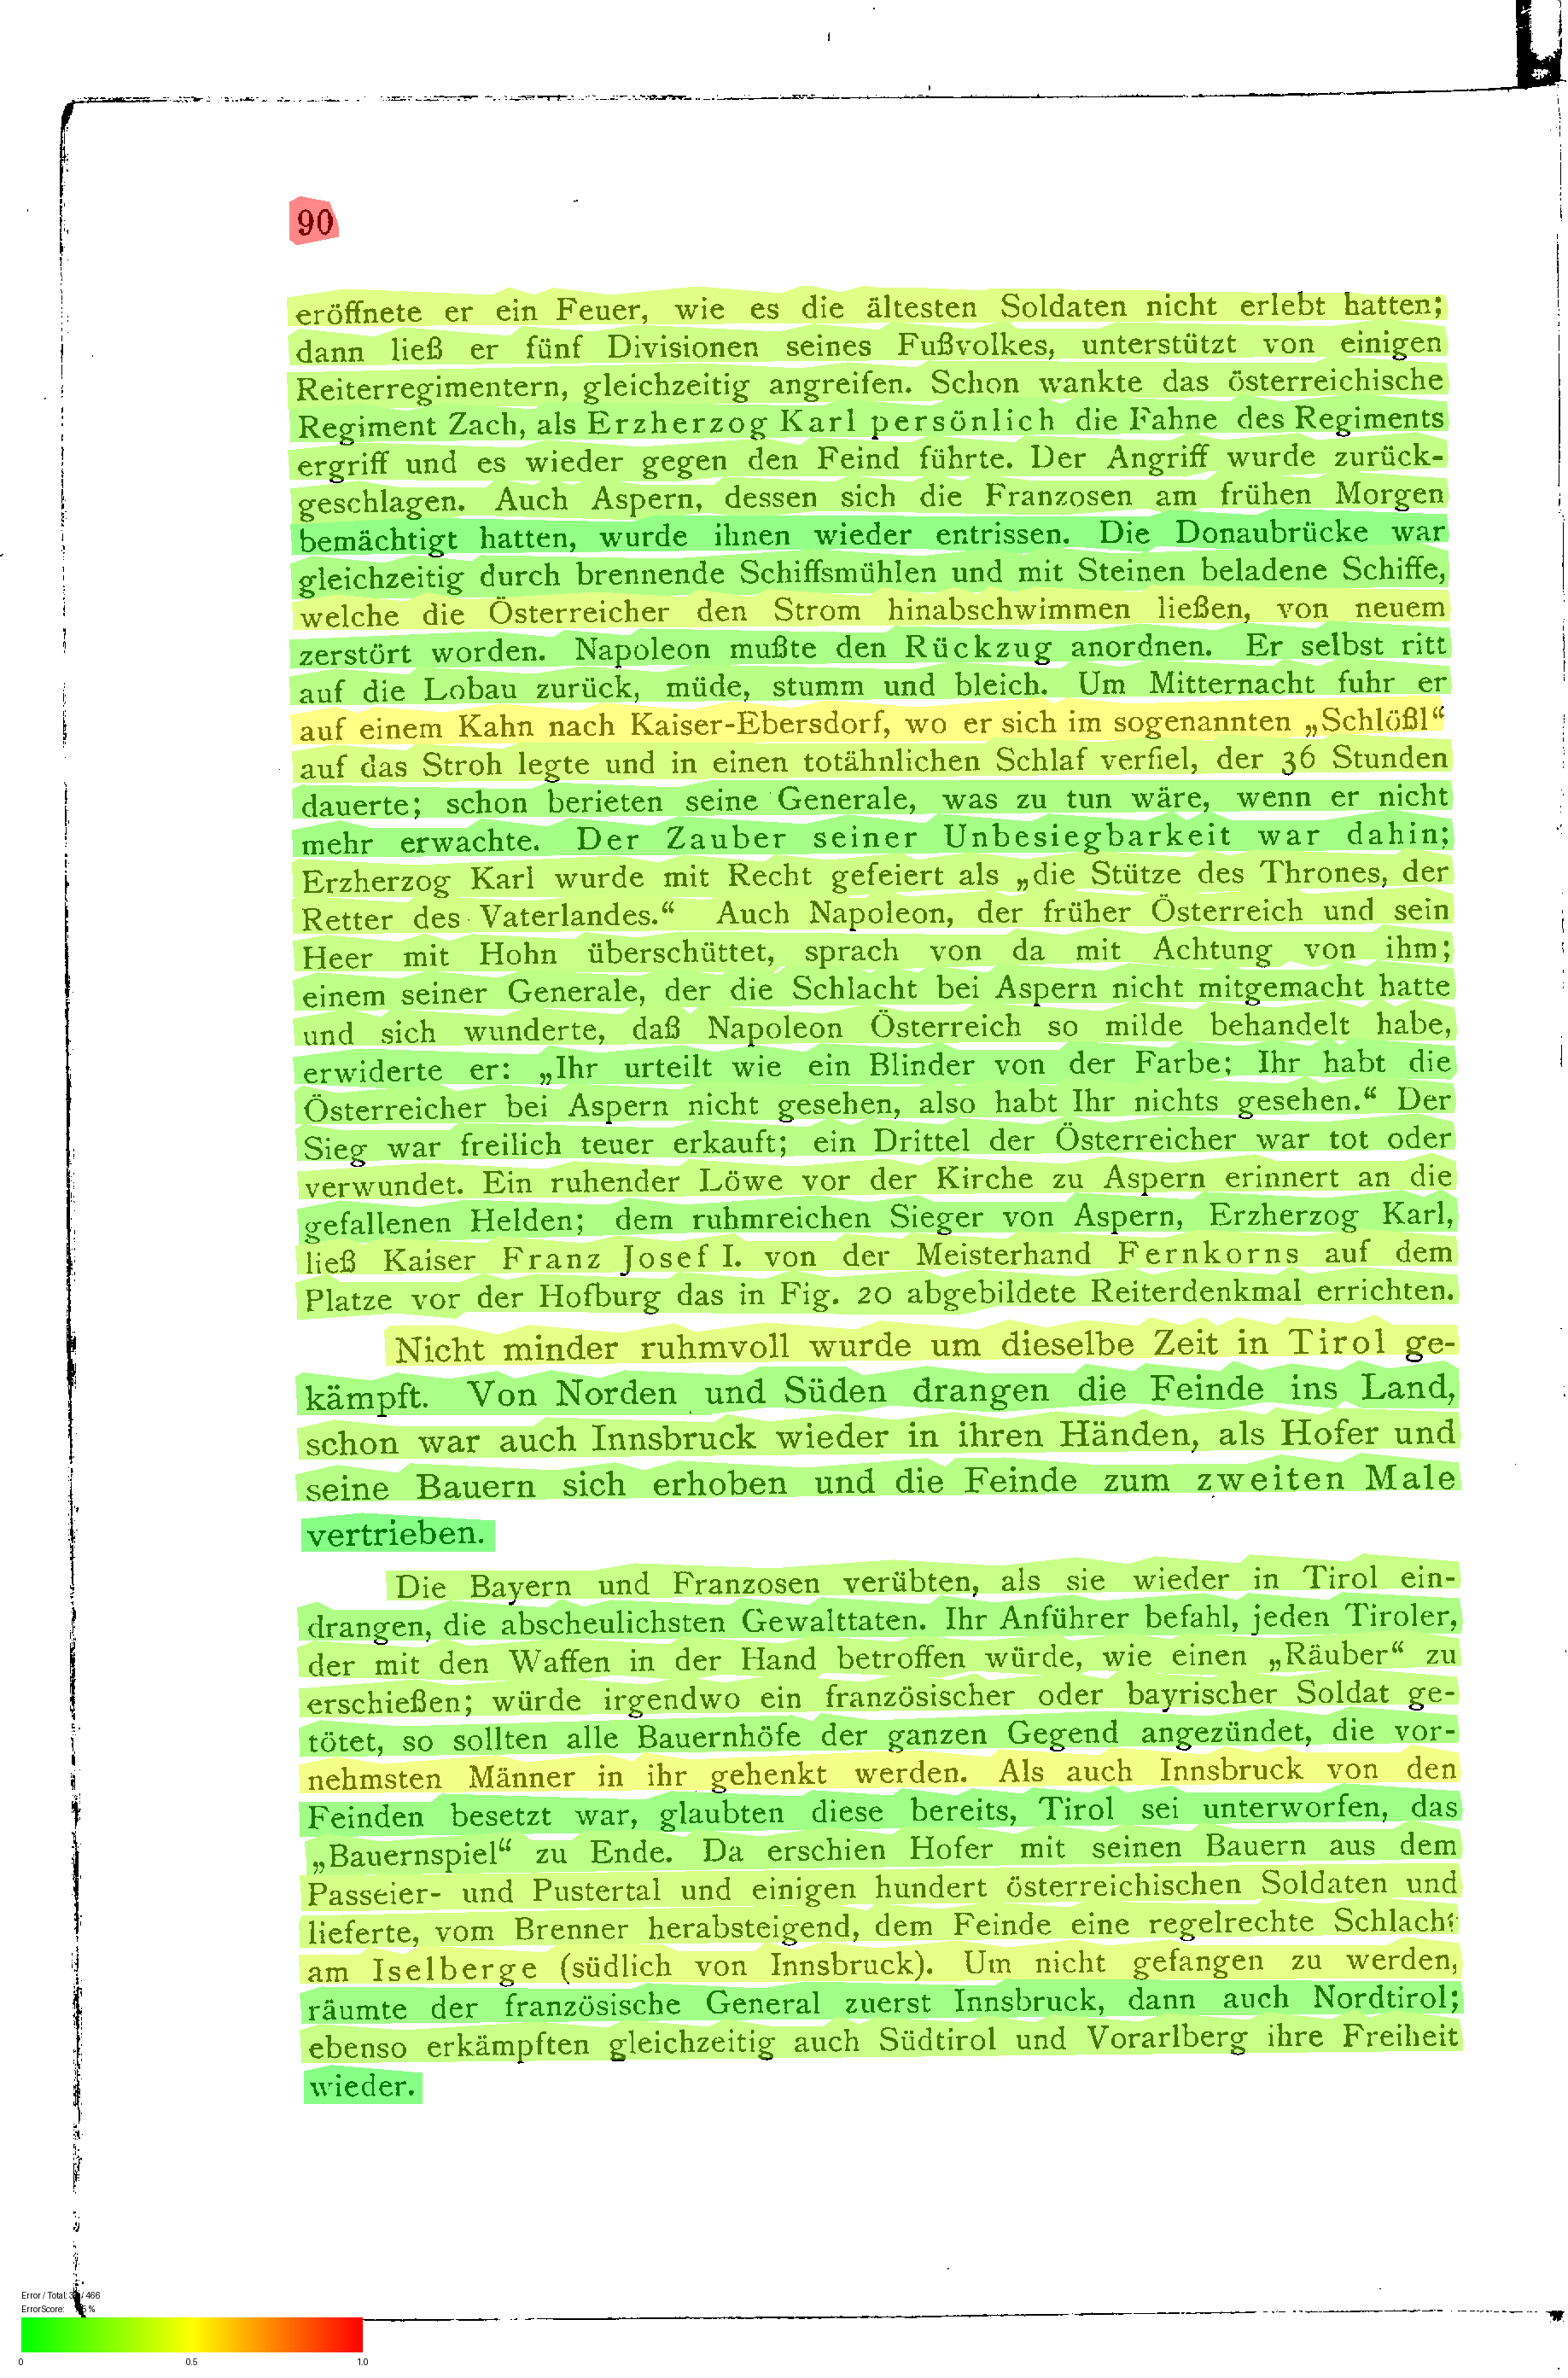 90
eröffnete er ein Feuer, wie es die ältesten Soldaten nicht erlebt hatten;
dann ließ er fünf Divisionen seines Fußvolkes, unterstützt von einigen
Reiterregimentern, gleichzeitig angreifen. Schon wankte das österreichische
Regiment Zach, als Erzherzog Karl persönlich die Fahne des Regiments
ergriff und es wieder gegen den Feind führte. Der Angriff wurde zurück-
geschlagen. Auch Aspern, dessen sich die Franzosen am frühen Morgen
bemächtigt hatten, wurde ihnen wieder entrissen. Die Donaubrücke war
gleichzeitig durch brennende Schiffsmühlen und mit Steinen beladene Schiffe,
welche die Österreicher den Strom hinabschwimmen ließen, von neuem
zerstört worden. Napoleon mußte den Rückzug anordnen. Er selbst ritt
auf die Lobau zurück, müde, stumm und bleich. Um Mitternacht fuhr er
auf einem Kahn nach Kaiser-Ebersdorf, wo er sich im sogenannten „Schlößl“
auf das Stroh legte und in einen totähnlichen Schlaf verfiel, der 36 Stunden
dauerte; schon berieten seine Generale, was zu tun wäre, wenn er nicht
mehr erwachte. Der Zauber seiner Unbesiegbarkeit war dahin;
Erzherzog Karl wurde mit Recht gefeiert als „die Stütze des Thrones, der
Retter des Vaterlandes.“ Auch Napoleon, der früher Österreich und sein
Heer mit Hohn überschüttet, sprach von da mit Achtung von ihm;
einem seiner Generale, der die Schlacht bei Aspern nicht mitgemacht hatte
und sich wunderte, daß Napoleon Österreich so milde behandelt habe,
erwiderte er: „Ihr urteilt wie ein Blinder von der Farbe; Ihr habt die
Österreicher bei Aspern nicht gesehen, also habt Ihr nichts gesehen.“ Der
Sieg war freilich teuer erkauft; ein Drittel der Österreicher war tot oder
verwundet. Ein ruhender Löwe vor der Kirche zu Aspern erinnert an die
gefallenen Helden; dem ruhmreichen Sieger von Aspern, Erzherzog Karl,
ließ Kaiser Franz Josef I. von der Meisterhand Fernkorns auf dem
Platze vor der Hofburg das in Fig. 20 abgebildete Reiterdenkmal errichten.
Nicht minder ruhmvoll wurde um dieselbe Zeit in Tirol ge-
kämpft. Von Norden und Süden drangen die Feinde ins Land,
schon war auch Innsbruck wieder in ihren Händen, als Hofer und
seine Bauern sich erhoben und die Feinde zum zweiten Male
vertrieben.
Die Bayern und Franzosen verübten, als sie wieder in Tirol ein-
drangen, die abscheulichsten Gewalttaten. Ihr Anführer befahl, jeden Tiroler,
der mit den Waffen in der Hand betroffen würde, wie einen „Räuber“ zu
erschießen; würde irgendwo ein französischer oder bayrischer Soldat ge-
tötet, so sollten alle Bauernhöfe der ganzen Gegend angezündet, die vor-
nehmsten Männer in ihr gehenkt werden. Als auch Innsbruck von den
Feinden besetzt war, glaubten diese bereits, Tirol sei unterworfen, das
„Bauernspiel“ zu Ende. Da erschien Hofer mit seinen Bauern aus dem
Passeier- und Pustertal und einigen hundert österreichischen Soldaten und
lieferte, vom Brenner herabsteigend, dem Feinde eine regelrechte Schlacht
am Iselberge (südlich von Innsbruck). Um nicht gefangen zu werden,
räumte der französische General zuerst Innsbruck, dann auch Nordtirol;
ebenso erkämpften gleichzeitig auch Südtirol und Vorarlberg ihre Freiheit
wieder.
Error / Total: / 466
ErrorScore: %
0 0.5 1.0